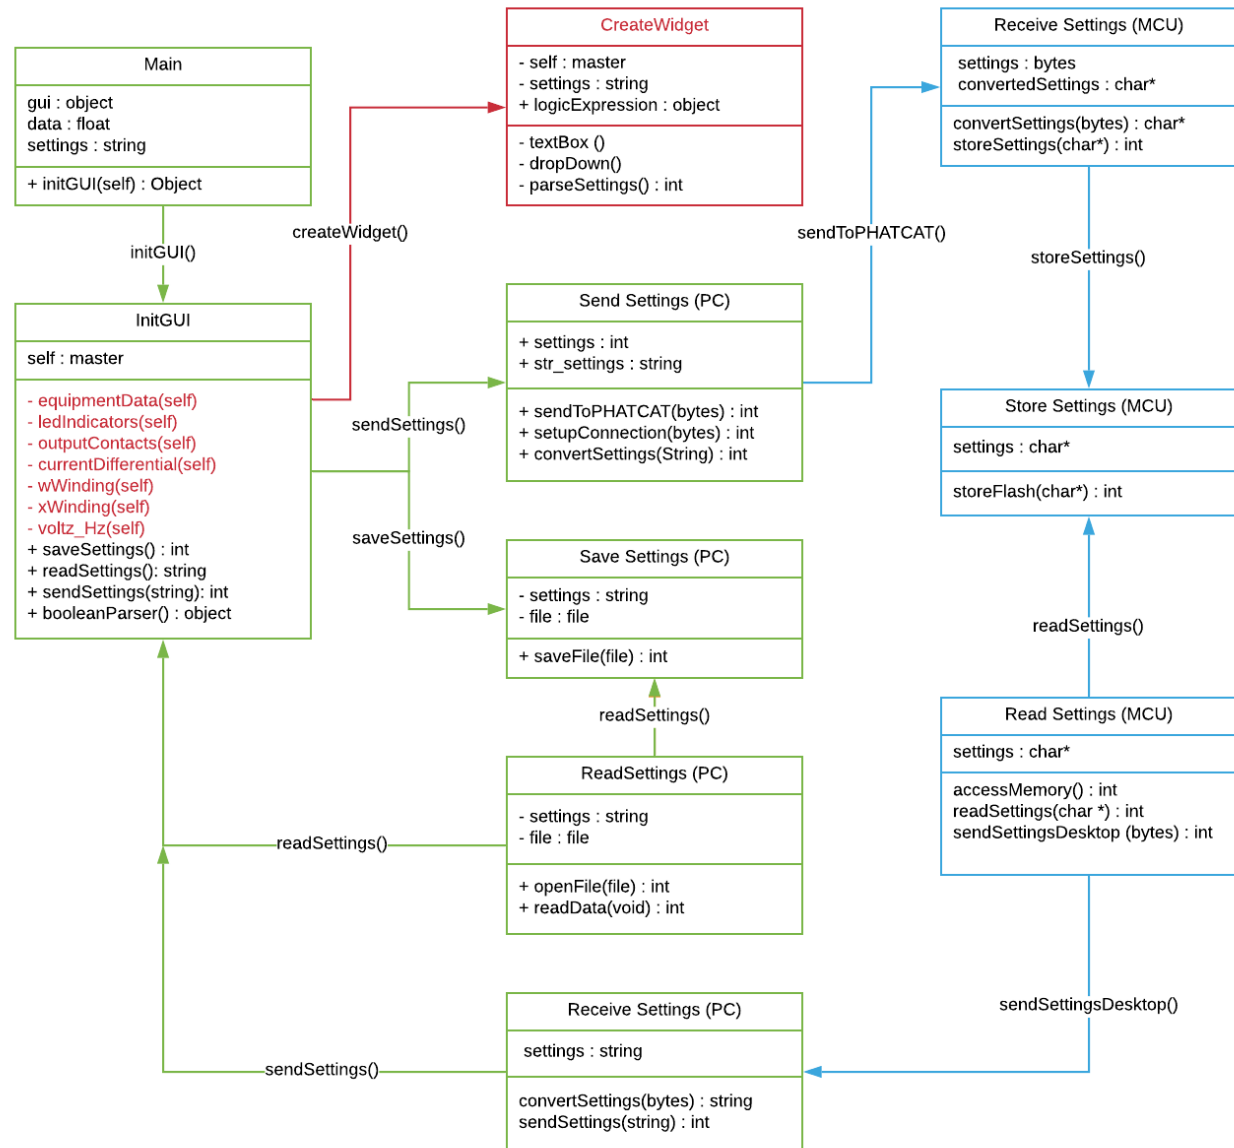 Main
gui : object
data : float
settings : string
+ initGUI(self) : Object
initGUI()
InitGUI
self : master
- equipmentData(self)
- ledIndicators(self)
- outputContacts(self)
- currentDifferential(self)
- wWinding(self)
- xWinding(self)
- voltz_Hz(self)
+ saveSettings() : int
+ readSettings(): string
+ sendSettings(string): int
+ booleanParser() : object
createWidget()
CreateWidget
- self : master
- settings : string
+ logicExpression : object
- textBox ()
- dropDown()
- parseSettings() : int
sendSettings()
Send Settings (PC)
+ settings : int
+ str_settings : string
+ sendToPHATCAT(bytes) : int
+ setupConnection(bytes) : int
+ convertSettings(String) : int
saveSettings()
Save Settings (PC)
- settings : string
- file : file
+ saveFile(file) : int
readSettings()
ReadSettings (PC)
- settings : string
- file : file
+ openFile(file) : int
+ readData(void) : int
readSettings()
Receive Settings (PC)
settings : string
convertSettings(bytes) : string
sendSettings(string) : int
sendSettings()
sendToPHATCAT()
Receive Settings (MCU)
settings : bytes
convertedSettings : char*
convertSettings(bytes) : char*
storeSettings(char*) : int
storeSettings()
Store Settings (MCU)
settings : char*
storeFlash(char*) : int
readSettings()
Read Settings (MCU)
settings : char*
accessMemory() : int
readSettings(char *) : int
sendSettingsDesktop (bytes) : int
sendSettingsDesktop()